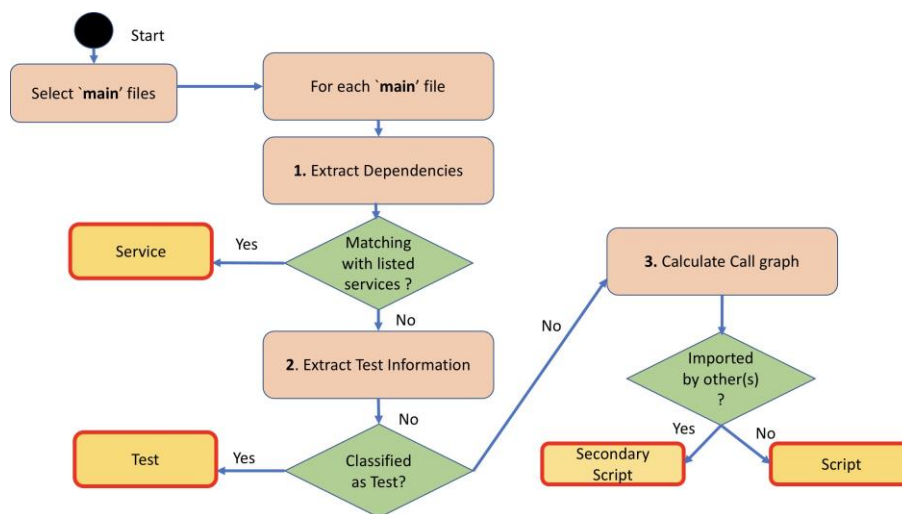 Start
Select `main' files
For each `main' file
1. Extract Dependencies
Service
Yes
Matching
with listed
services ?
No
2. Extract Test Information
No
Test
Yes
Classified
as Test?
No
3. Calculate Call graph
Imported
by other(s)
?
Yes
No
Secondary
Script
Script